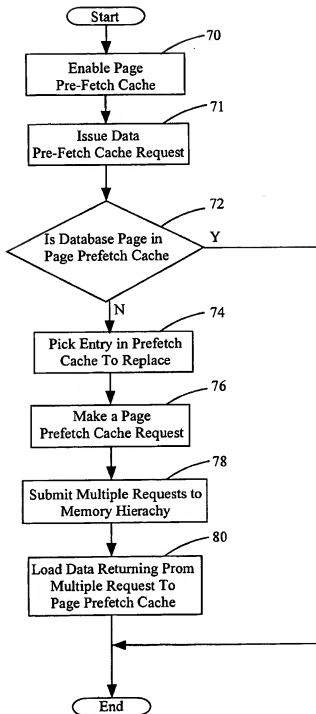 Start
70
Enable Page
Pre-Fetch Cache
71
Issue Data
Pre-Fetch Cache Request
72
Is Database Page in
Page Prefetch Cache
Y
N
74
Pick Entry in Prefetch
Cache To Replace
76
Make a Page
Prefetch Cache Request
78
Submit Multiple Requests to
Memory Hierachy
80
Load Data Returning Prom
Multiple Request To
Page Prefetch Cache
End